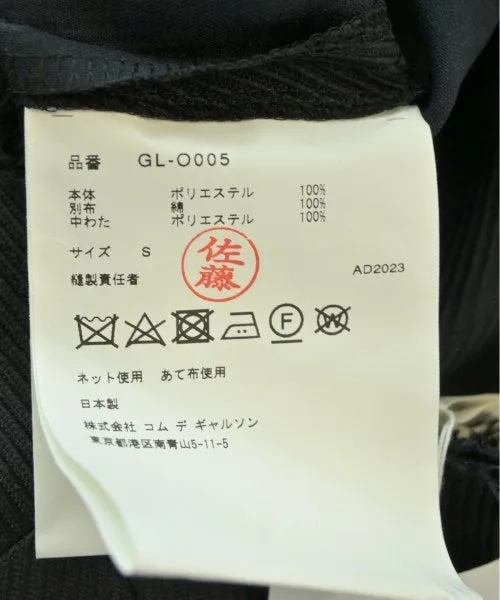 品番 GL-O005
本体 ポリエステル 100%
別布 綿 100%
中わた ポリエステル 100%
サイズ S
佐藤
縫製責任者
AD2023
F W
ネット使用 あて布使用
日本製
株式会社 コム デ ギャルソン
東京都港区南青山5-11-5